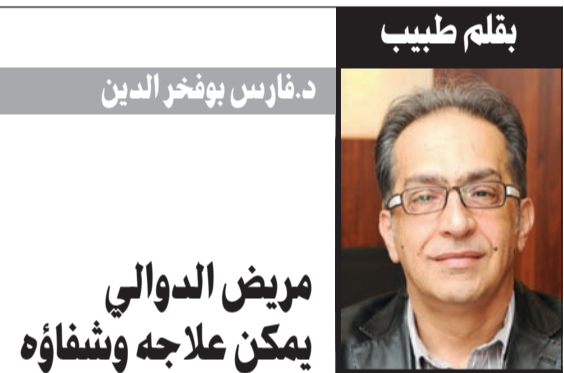 بقلم طبيب
د.فارس بوفخر الدين
مريض الدوالي
يمكن علاجه وشفاؤه